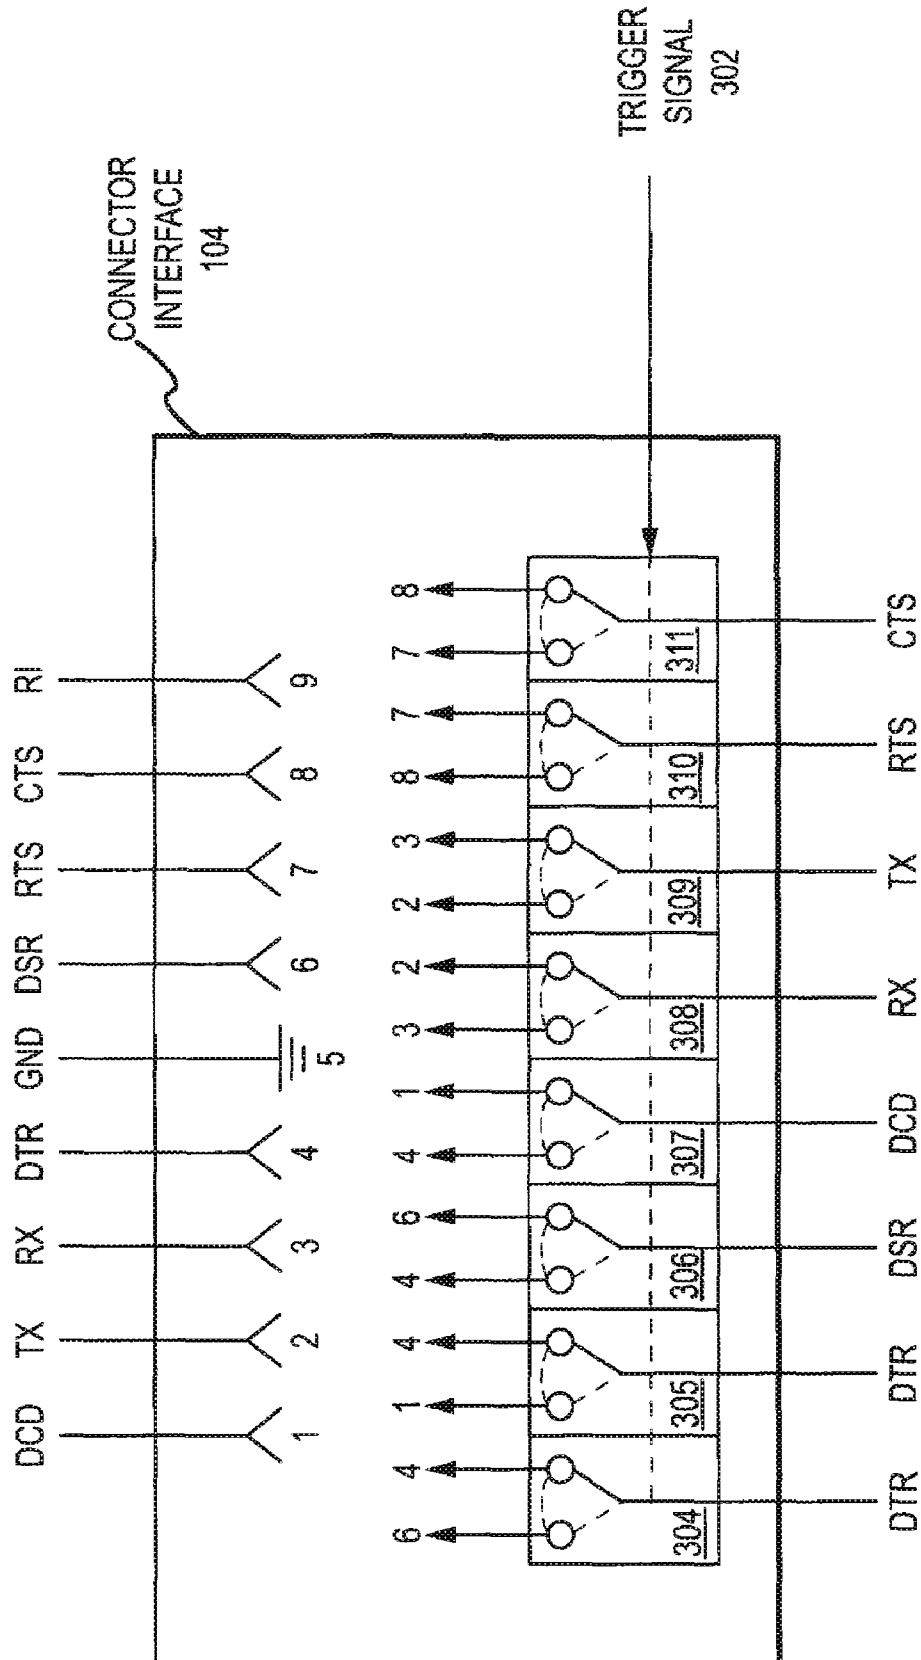 DCD TX RX DTR GND DSR RTS CTS RI
CONNECTOR
INTERFACE
104
1 2 3 4 5 6 7 8 9
6 4 1 4 4 6 4 1 3 2 2 3 8 7 7 8
TRIGGER
SIGNAL
302
304 305 306 307 308 309 310 311
DTR DTR DSR DCD RX TX RTS CTS